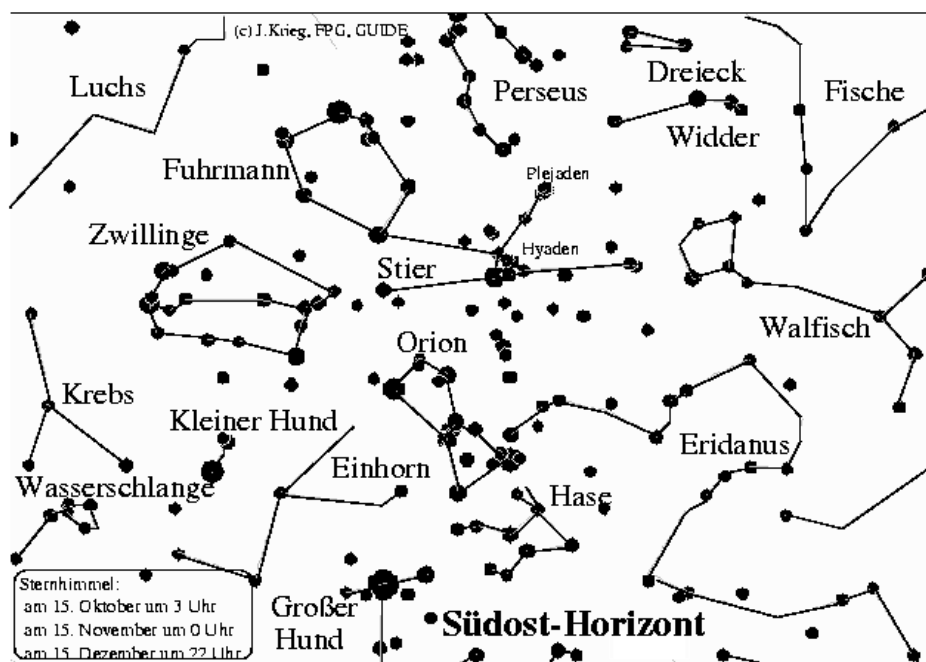 (c) J.Krieg, FPG, GUIDE
Luchs
Perseus
Dreieck
Fische
Widder
Fuhrmann
Plejaden
Zwillinge
Hyaden
Stier
Walfisch
Orion
Krebs
Kleiner Hund
Eridanus
Einhorn
Wasserschlange
Hase
Sternhimmel:
am 15. Oktober um 3 Uhr
am 15. November um 0 Uhr
am 15. Dezember um 22 Uhr
Großer
Hund
Südost-Horizont